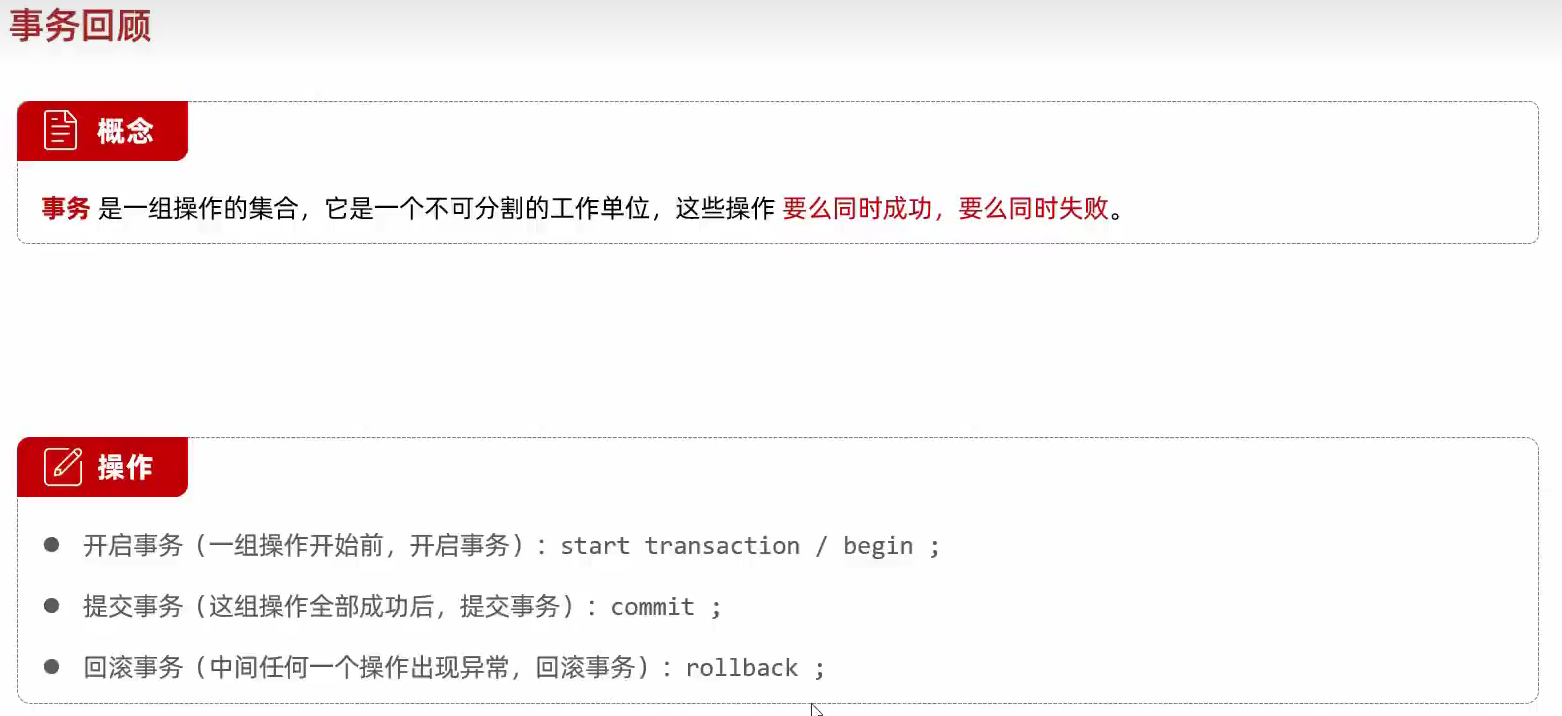 事务回顾
概念
事务 是一组操作的集合，它是一个不可分割的工作单位，这些操作 要么同时成功，要么同时失败。
操作
● 开启事务（一组操作开始前，开启事务）：start transaction / begin ;
● 提交事务（这组操作全部成功后，提交事务）：commit ;
● 回滚事务（中间任何一个操作出现异常，回滚事务）：rollback ;